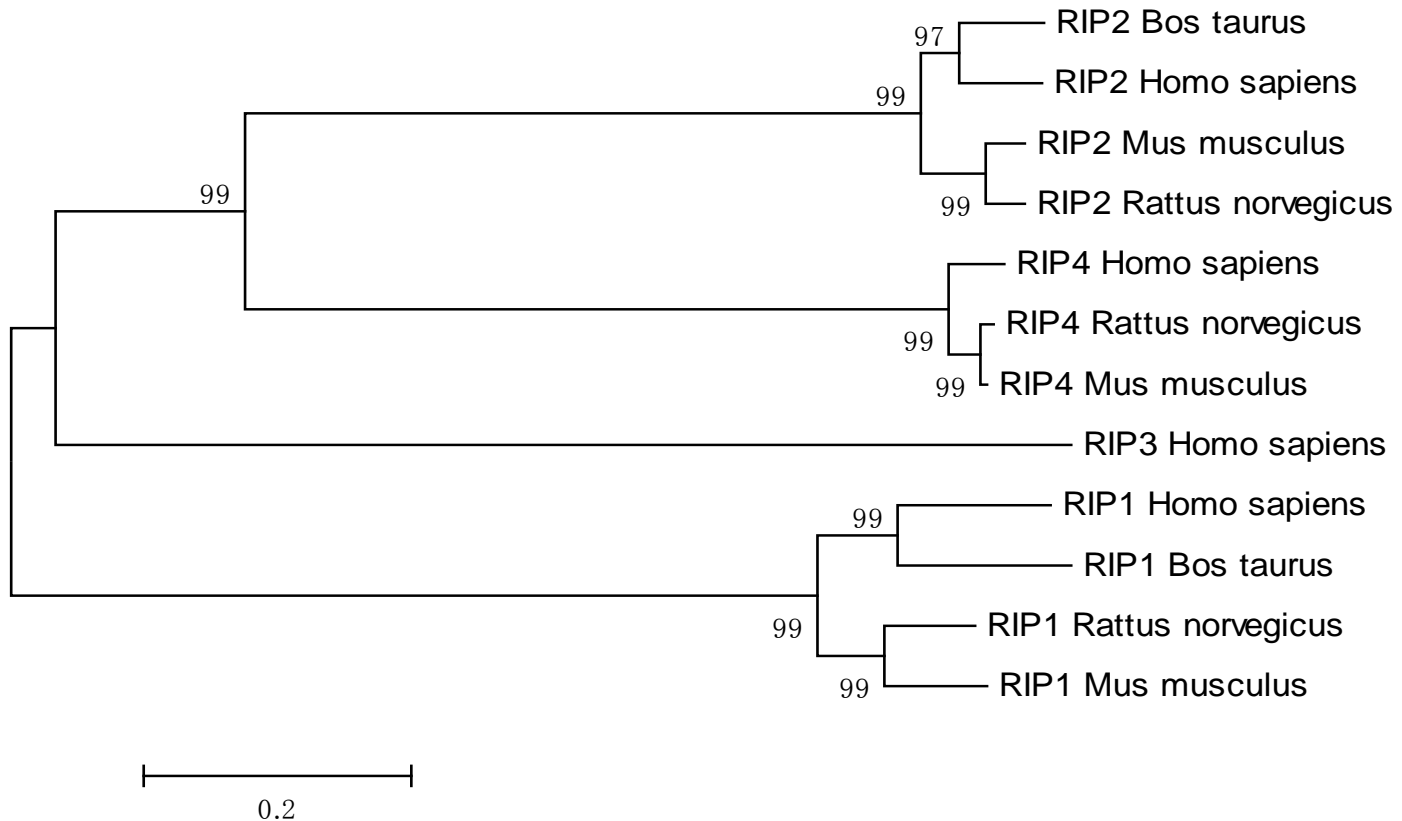 RIP2 Bos taurus
97
RIP2 Homo sapiens
99
RIP2 Mus musculus
99
RIP2 Rattus norvegicus
99
RIP4 Homo sapiens
RIP4 Rattus norvegicus
99
RIP4 Mus musculus
99
RIP3 Homo sapiens
RIP1 Homo sapiens
99
RIP1 Bos taurus
RIP1 Rattus norvegicus
99
RIP1 Mus musculus
99
0.2